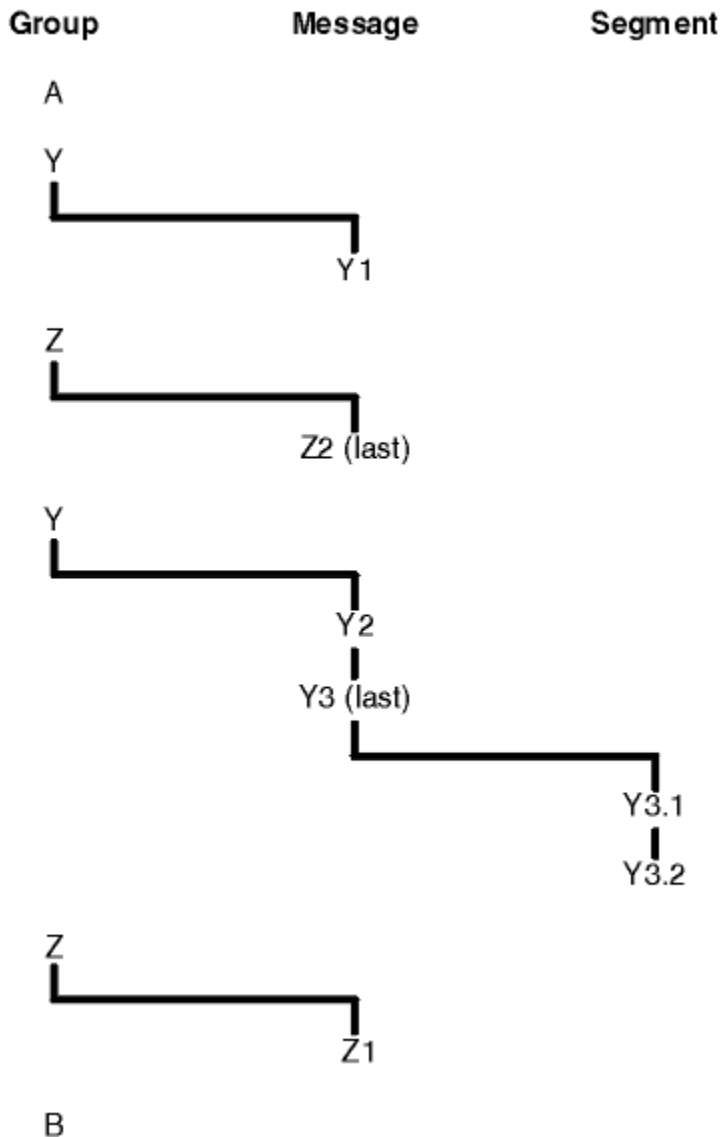 Group Message Segment
A
Y
Y1
Z
Z2 (last)
Y
Y2
Y3 (last)
Y3.1
Y3.2
Z
Z1
B